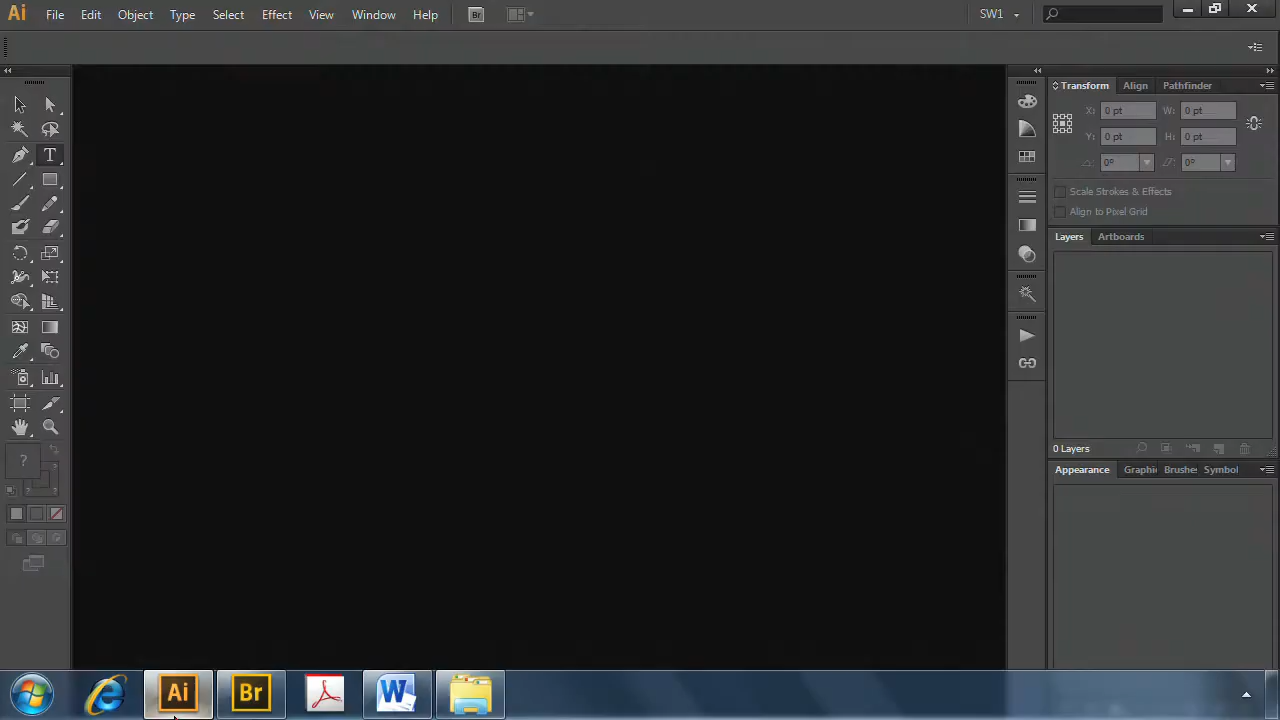 Ai File Edit Object Type Select Effect View Window Help Br SW1
Transform Align Pathfinder
X: 0 pt W: 0 pt
Y: 0 pt H: 0 pt
0° 0°
Scale Strokes & Effects
Align to Pixel Grid
T
Layers Artboards
?
? ?
0 Layers
Appearance Graphi Brushe Symbol
Ai Br W